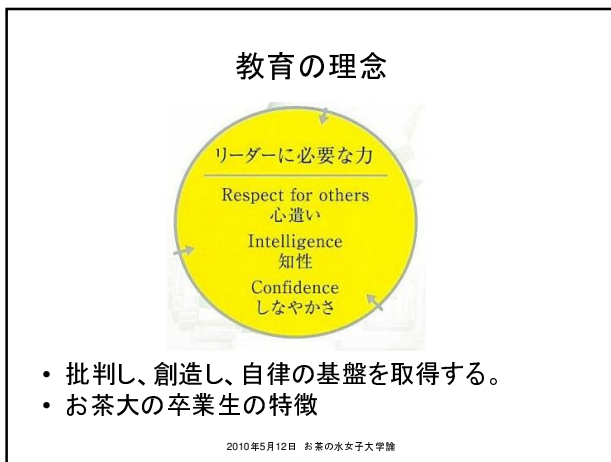 教育の理念
リーダーに必要な力
Respect for others
心遣い
Intelligence
知性
Confidence
しなやかさ
• 批判し、創造し、自律の基盤を取得する。
• お茶大の卒業生の特徴
2010年5月12日 お茶の水女子大学論